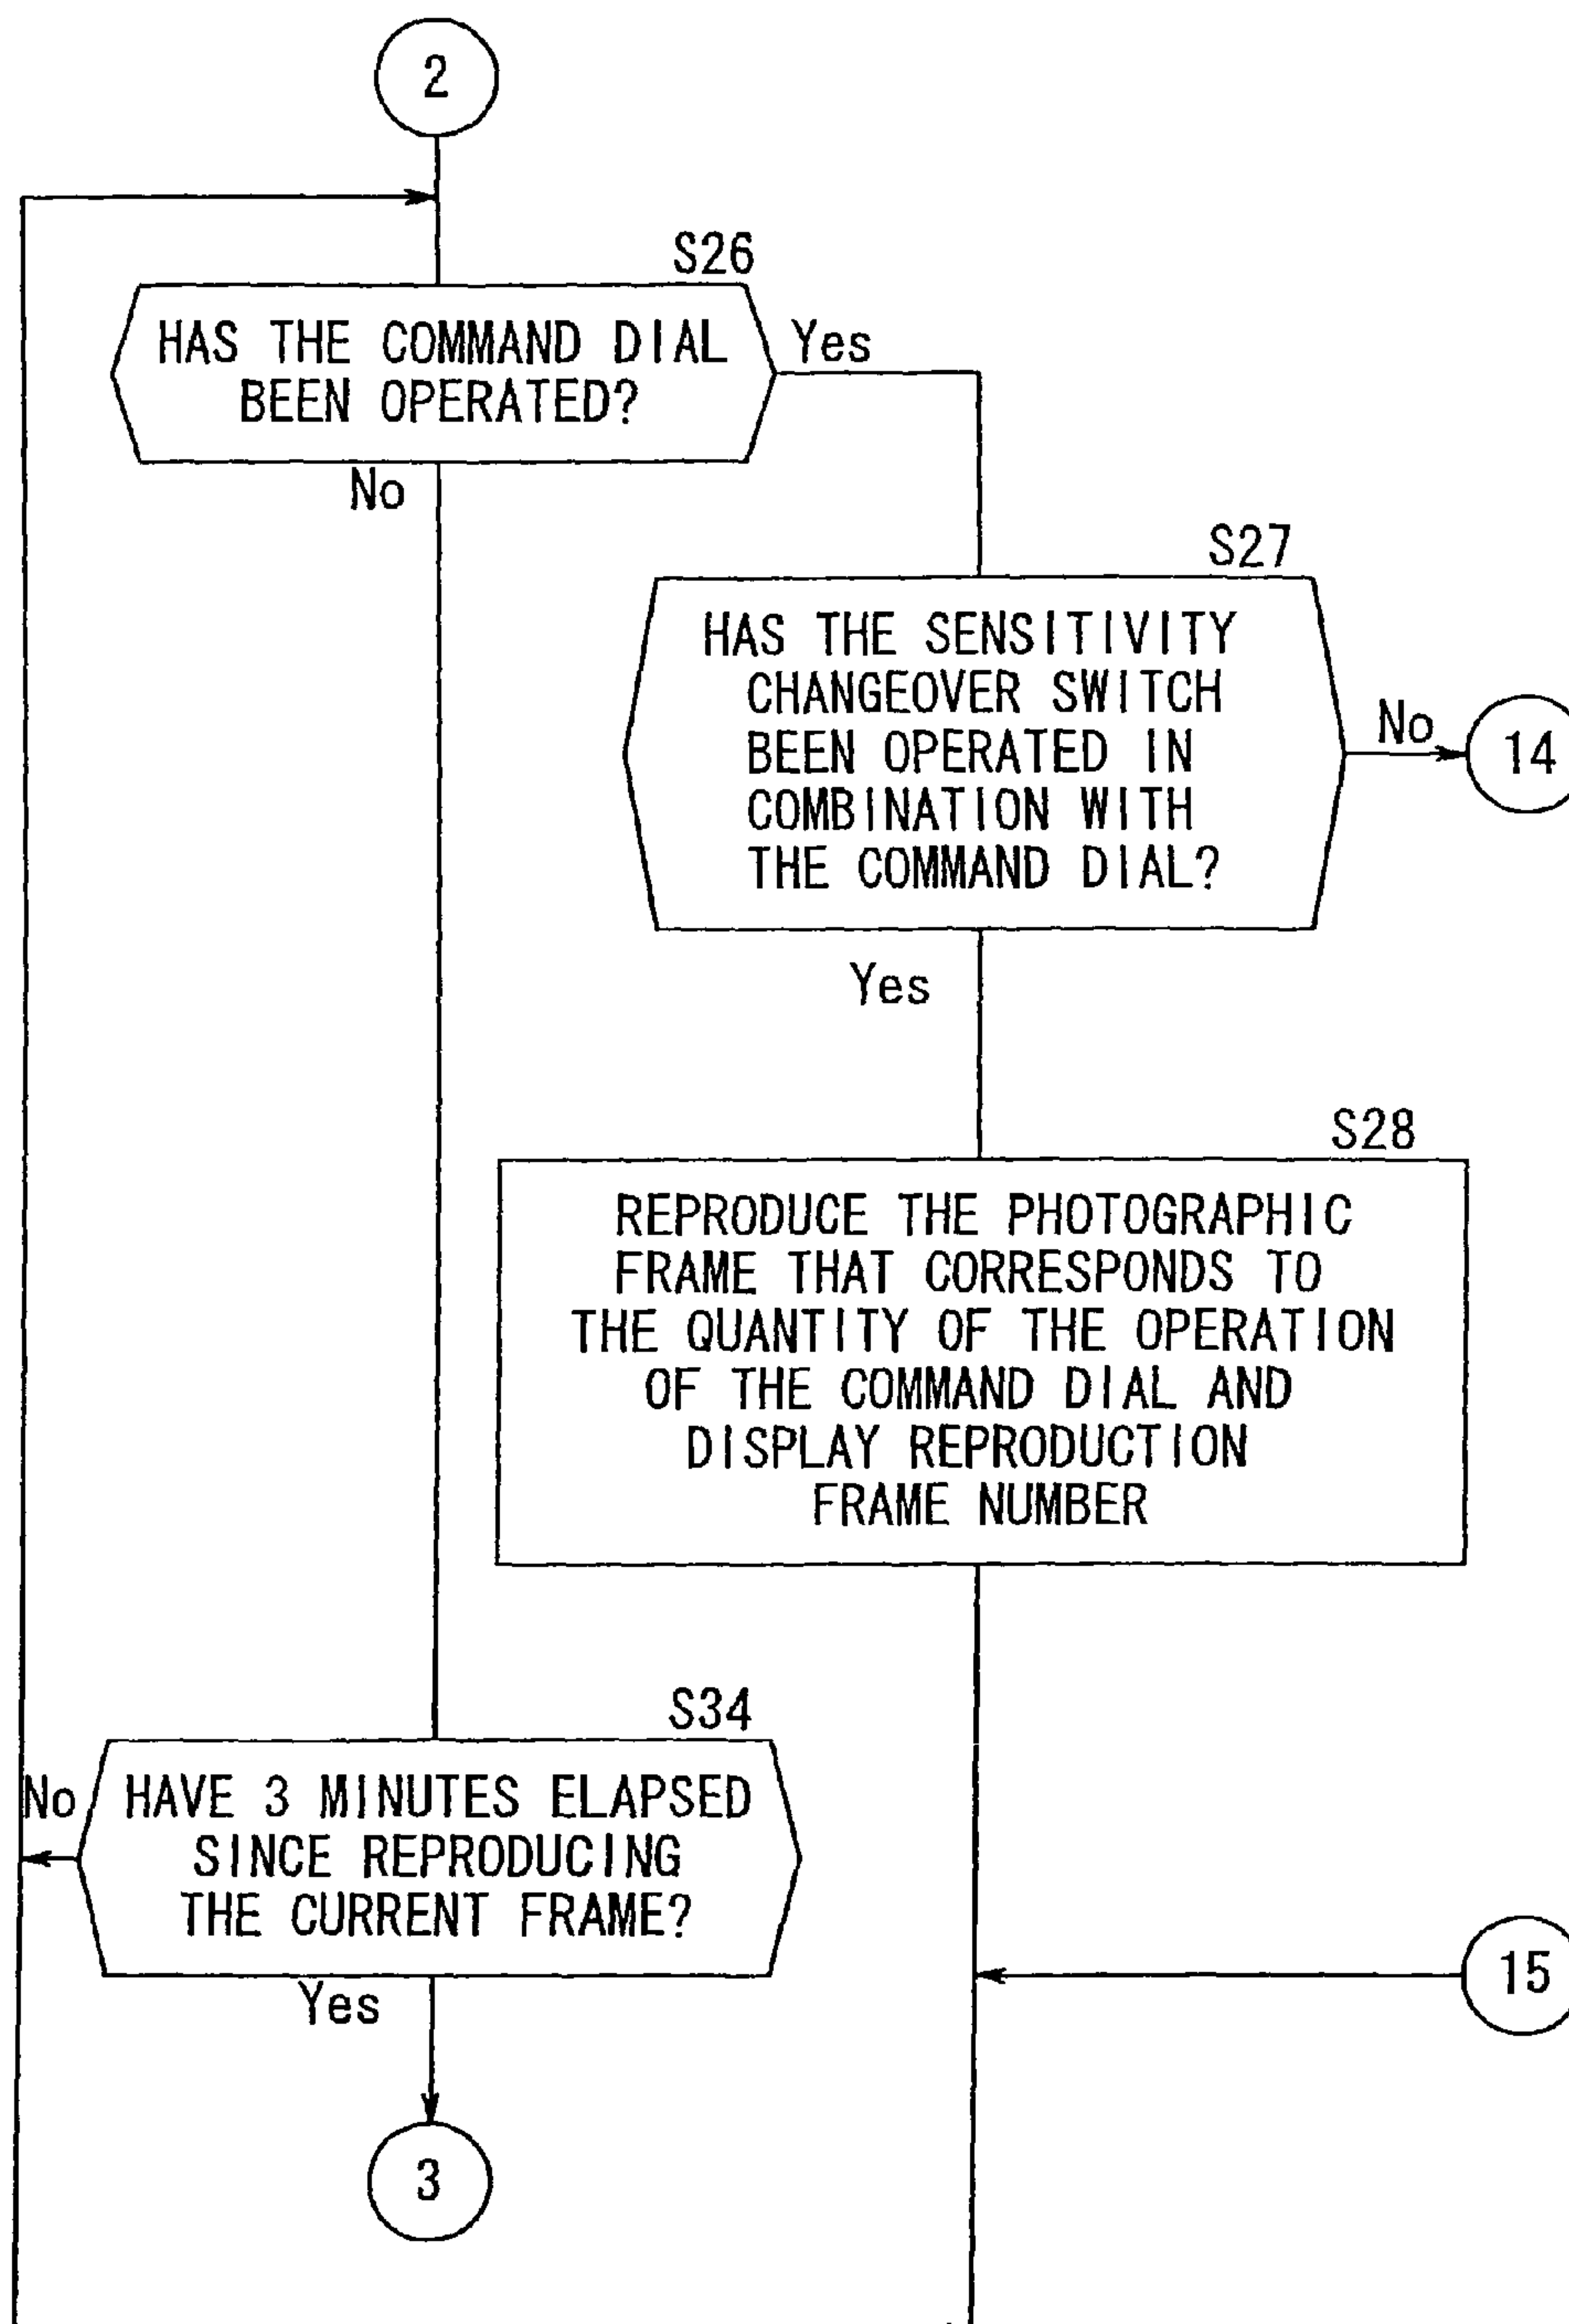 2
S26
HAS THE COMMAND DIAL
BEEN OPERATED?
Yes
No
S27
HAS THE SENSITIVITY
CHANGEOVER SWITCH
BEEN OPERATED IN
COMBINATION WITH
THE COMMAND DIAL?
No
14
Yes
S28
REPRODUCE THE PHOTOGRAPHIC
FRAME THAT CORRESPONDS TO
THE QUANTITY OF THE OPERATION
OF THE COMMAND DIAL AND
DISPLAY REPRODUCTION
FRAME NUMBER
S34
No
HAVE 3 MINUTES ELAPSED
SINCE REPRODUCING
THE CURRENT FRAME?
Yes
15
3